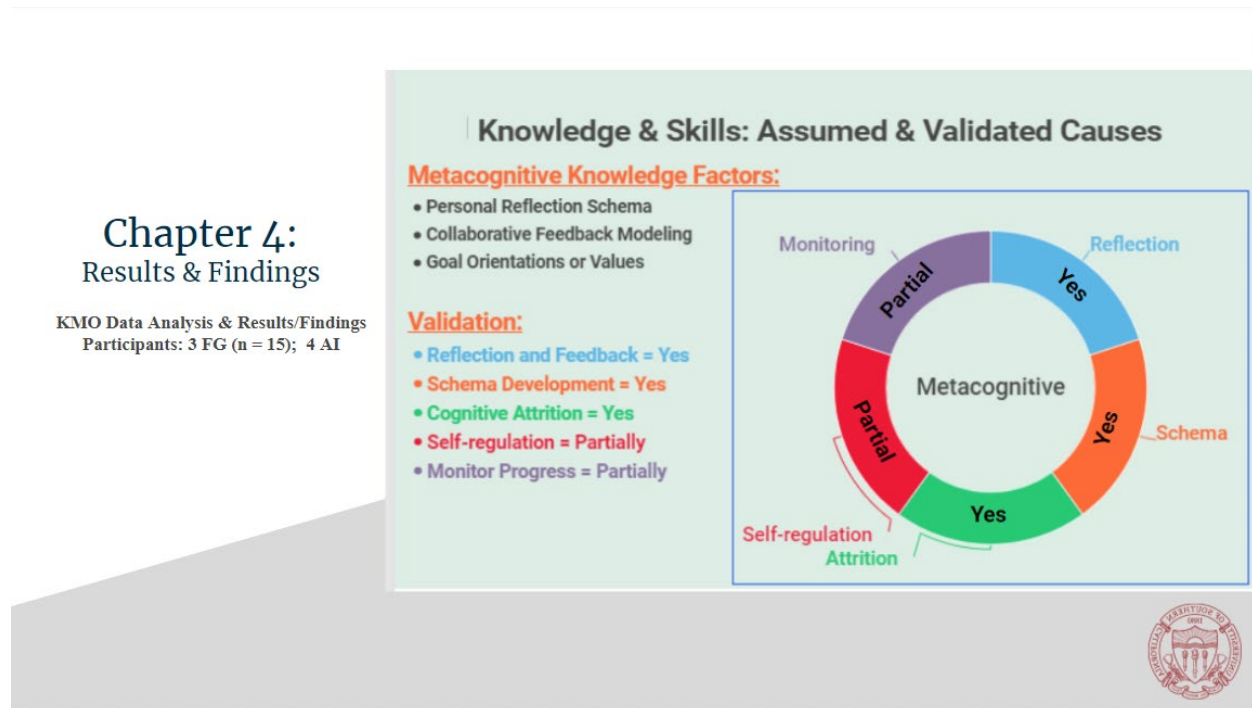 Chapter 4:
Results & Findings
KMO Data Analysis & Results/Findings
Participants: 3 FG (n = 15);  4 AI
Knowledge & Skills: Assumed & Validated Causes
Metacognitive Knowledge Factors:
• Personal Reflection Schema
• Collaborative Feedback Modeling
• Goal Orientations or Values
Validation:
• Reflection and Feedback = Yes
• Schema Development = Yes
• Cognitive Attrition = Yes
• Self-regulation = Partially
• Monitor Progress = Partially
Monitoring
Reflection
Partial
Yes
Metacognitive
Partial
Yes
Schema
Yes
Self-regulation
Attrition